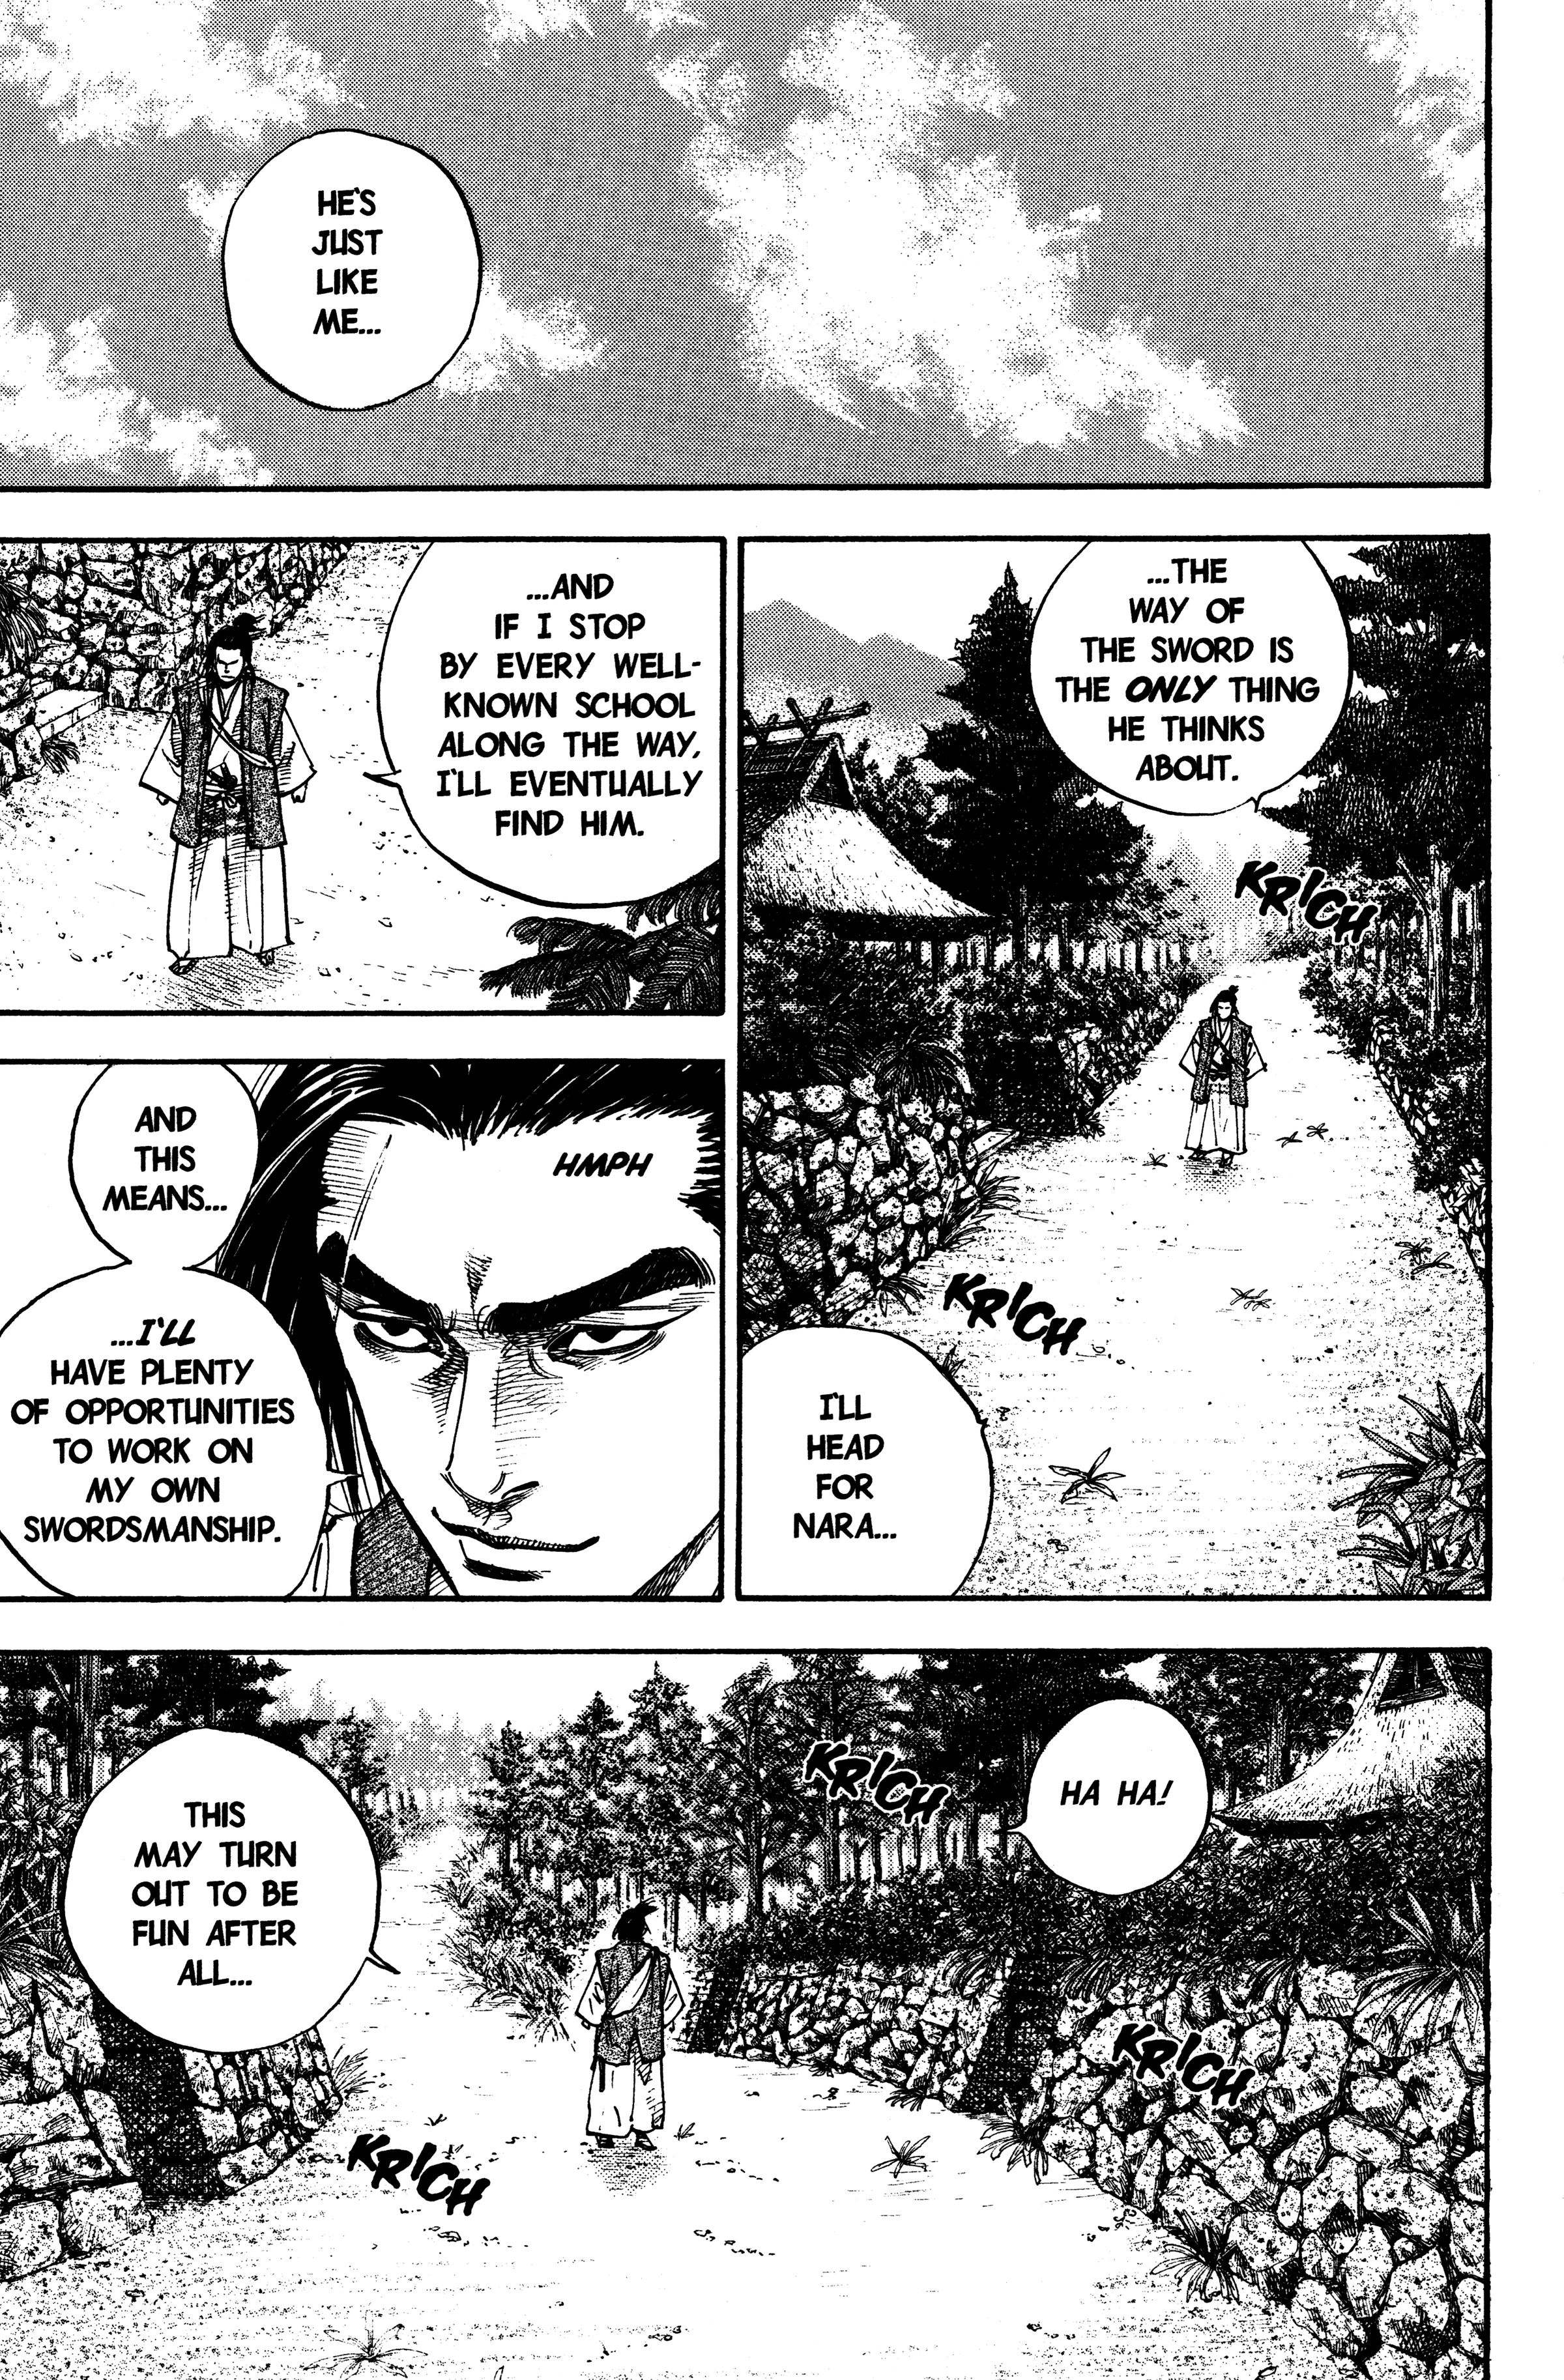 HE'S
JUST
LIKE
ME...
...THE
WAY OF
THE SWORD IS
THE ONLY THING
HE THINKS
ABOUT.
KRICH
KRICH
I'LL
HEAD
FOR
NARA...
...AND
IF I STOP
BY EVERY WELL-
KNOWN SCHOOL
ALONG THE WAY,
I'LL EVENTUALLY
FIND HIM.
HMPH
AND
THIS
MEANS...
...I'LL
HAVE PLENTY
OF OPPORTUNITIES
TO WORK ON
MY OWN
SWORDSMANSHIP.
HA HA!
KRICH
KRICH
THIS
MAY TURN
OUT TO BE
FUN AFTER
ALL...
KRICH